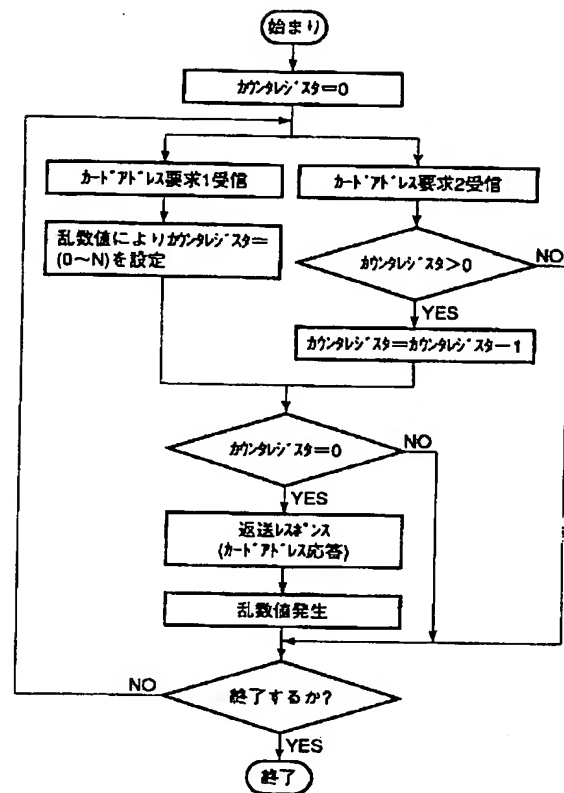 始まり
カウンタレジスタ=0
カードアドレス要求1受信
カードアドレス要求2受信
乱数値によりカウンタレジスタ=
(0～N)を設定
カウンタレジスタ>0
NO
YES
カウンタレジスタ=カウンタレジスタ-1
カウンタレジスタ=0
NO
YES
返送レスポンス
(カードアドレス応答)
乱数値発生
NO
終了するか?
YES
終了